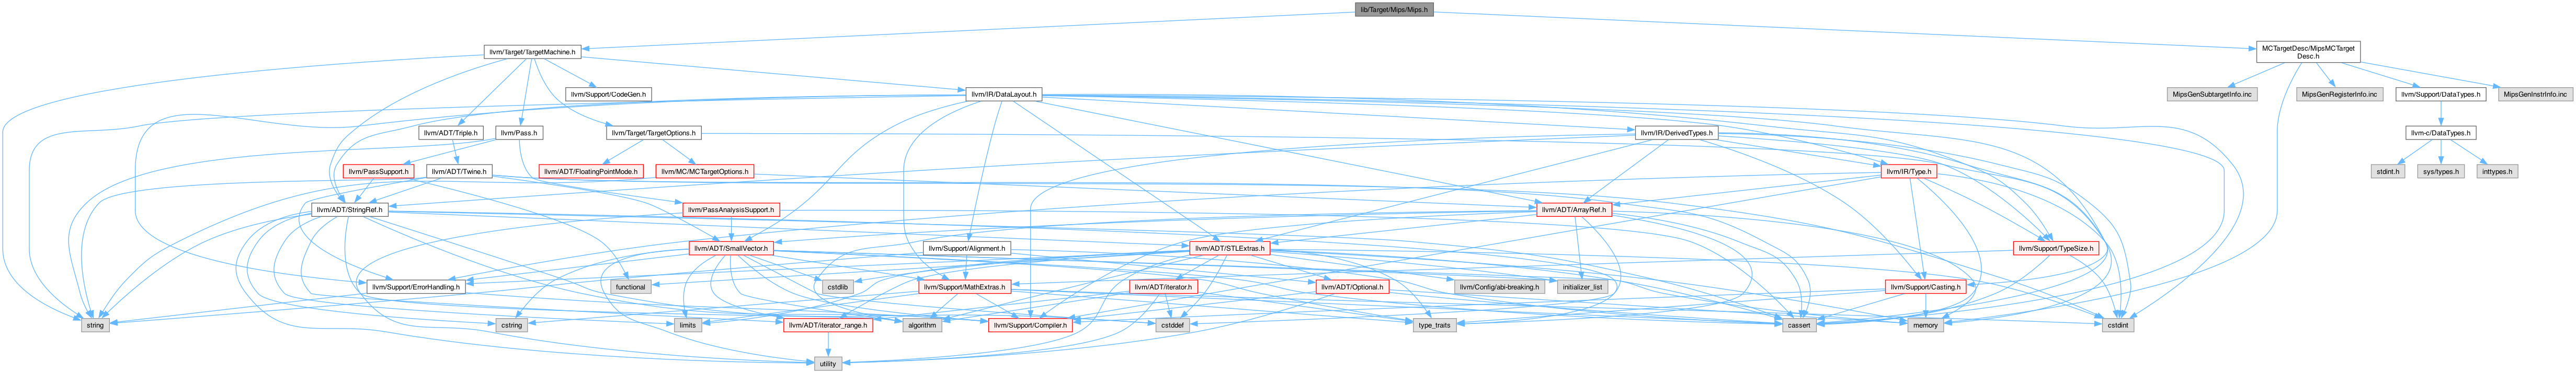 lib/Target/Mips/Mips.h
llvm/Target/TargetMachine.h
MCTargetDesc/MipsMCTarget
Desc.h
llvm/Support/CodeGen.h
llvm/IR/DataLayout.h
MipsGenSubtargetInfo.inc
MipsGenRegisterInfo.inc
llvm/Support/DataTypes.h
MipsGenInstrInfo.inc
llvm/ADT/Triple.h
llvm/Pass.h
llvm/Target/TargetOptions.h
llvm/IR/DerivedTypes.h
llvm-c/DataTypes.h
llvm/PassSupport.h
llvm/ADT/Twine.h
llvm/ADT/FloatingPointMode.h
llvm/MC/MCTargetOptions.h
llvm/IR/Type.h
stdint.h
sys/types.h
inttypes.h
llvm/ADT/StringRef.h
llvm/PassAnalysisSupport.h
llvm/ADT/ArrayRef.h
llvm/ADT/SmallVector.h
llvm/Support/Alignment.h
llvm/ADT/STLExtras.h
llvm/Support/TypeSize.h
llvm/Support/ErrorHandling.h
functional
cstdlib
llvm/Support/MathExtras.h
llvm/ADT/iterator.h
llvm/ADT/Optional.h
llvm/Config/abi-breaking.h
initializer_list
llvm/Support/Casting.h
string
cstring
limits
llvm/ADT/iterator_range.h
algorithm
llvm/Support/Compiler.h
cstddef
type_traits
cassert
memory
cstdint
utility